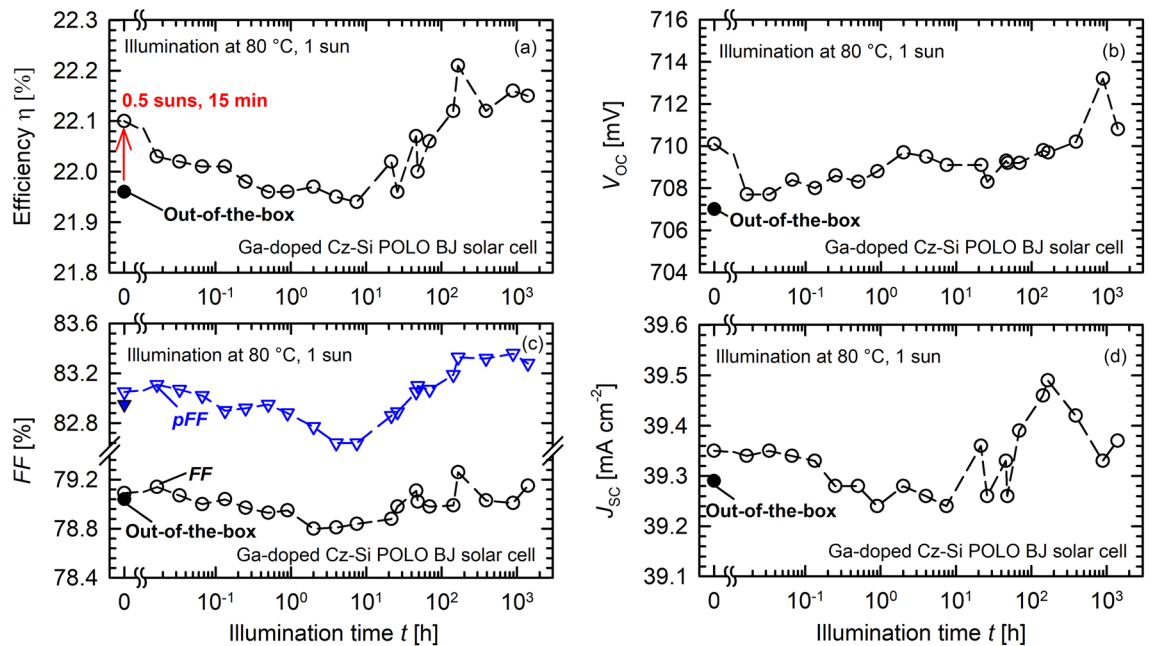 22.3
22.2
22.1
22.0
21.9
21.8
Efficiency η [%]
Illumination at 80 °C, 1 sun
(a)
0.5 suns, 15 min
Out-of-the-box
Ga-doped Cz-Si POLO BJ solar cell
0 10⁻¹ 10⁰ 10¹ 10² 10³
716
714
712
710
708
706
704
V_OC [mV]
Illumination at 80 °C, 1 sun
(b)
Out-of-the-box
Ga-doped Cz-Si POLO BJ solar cell
0 10⁻¹ 10⁰ 10¹ 10² 10³
83.6
83.2
82.8
79.2
78.8
78.4
FF [%]
Illumination at 80 °C, 1 sun
(c)
pFF
FF
Out-of-the-box
Ga-doped Cz-Si POLO BJ solar cell
0 10⁻¹ 10⁰ 10¹ 10² 10³
Illumination time t [h]
39.6
39.5
39.4
39.3
39.2
39.1
J_SC [mA cm⁻²]
Illumination at 80 °C, 1 sun
(d)
Out-of-the-box
Ga-doped Cz-Si POLO BJ solar cell
0 10⁻¹ 10⁰ 10¹ 10² 10³
Illumination time t [h]